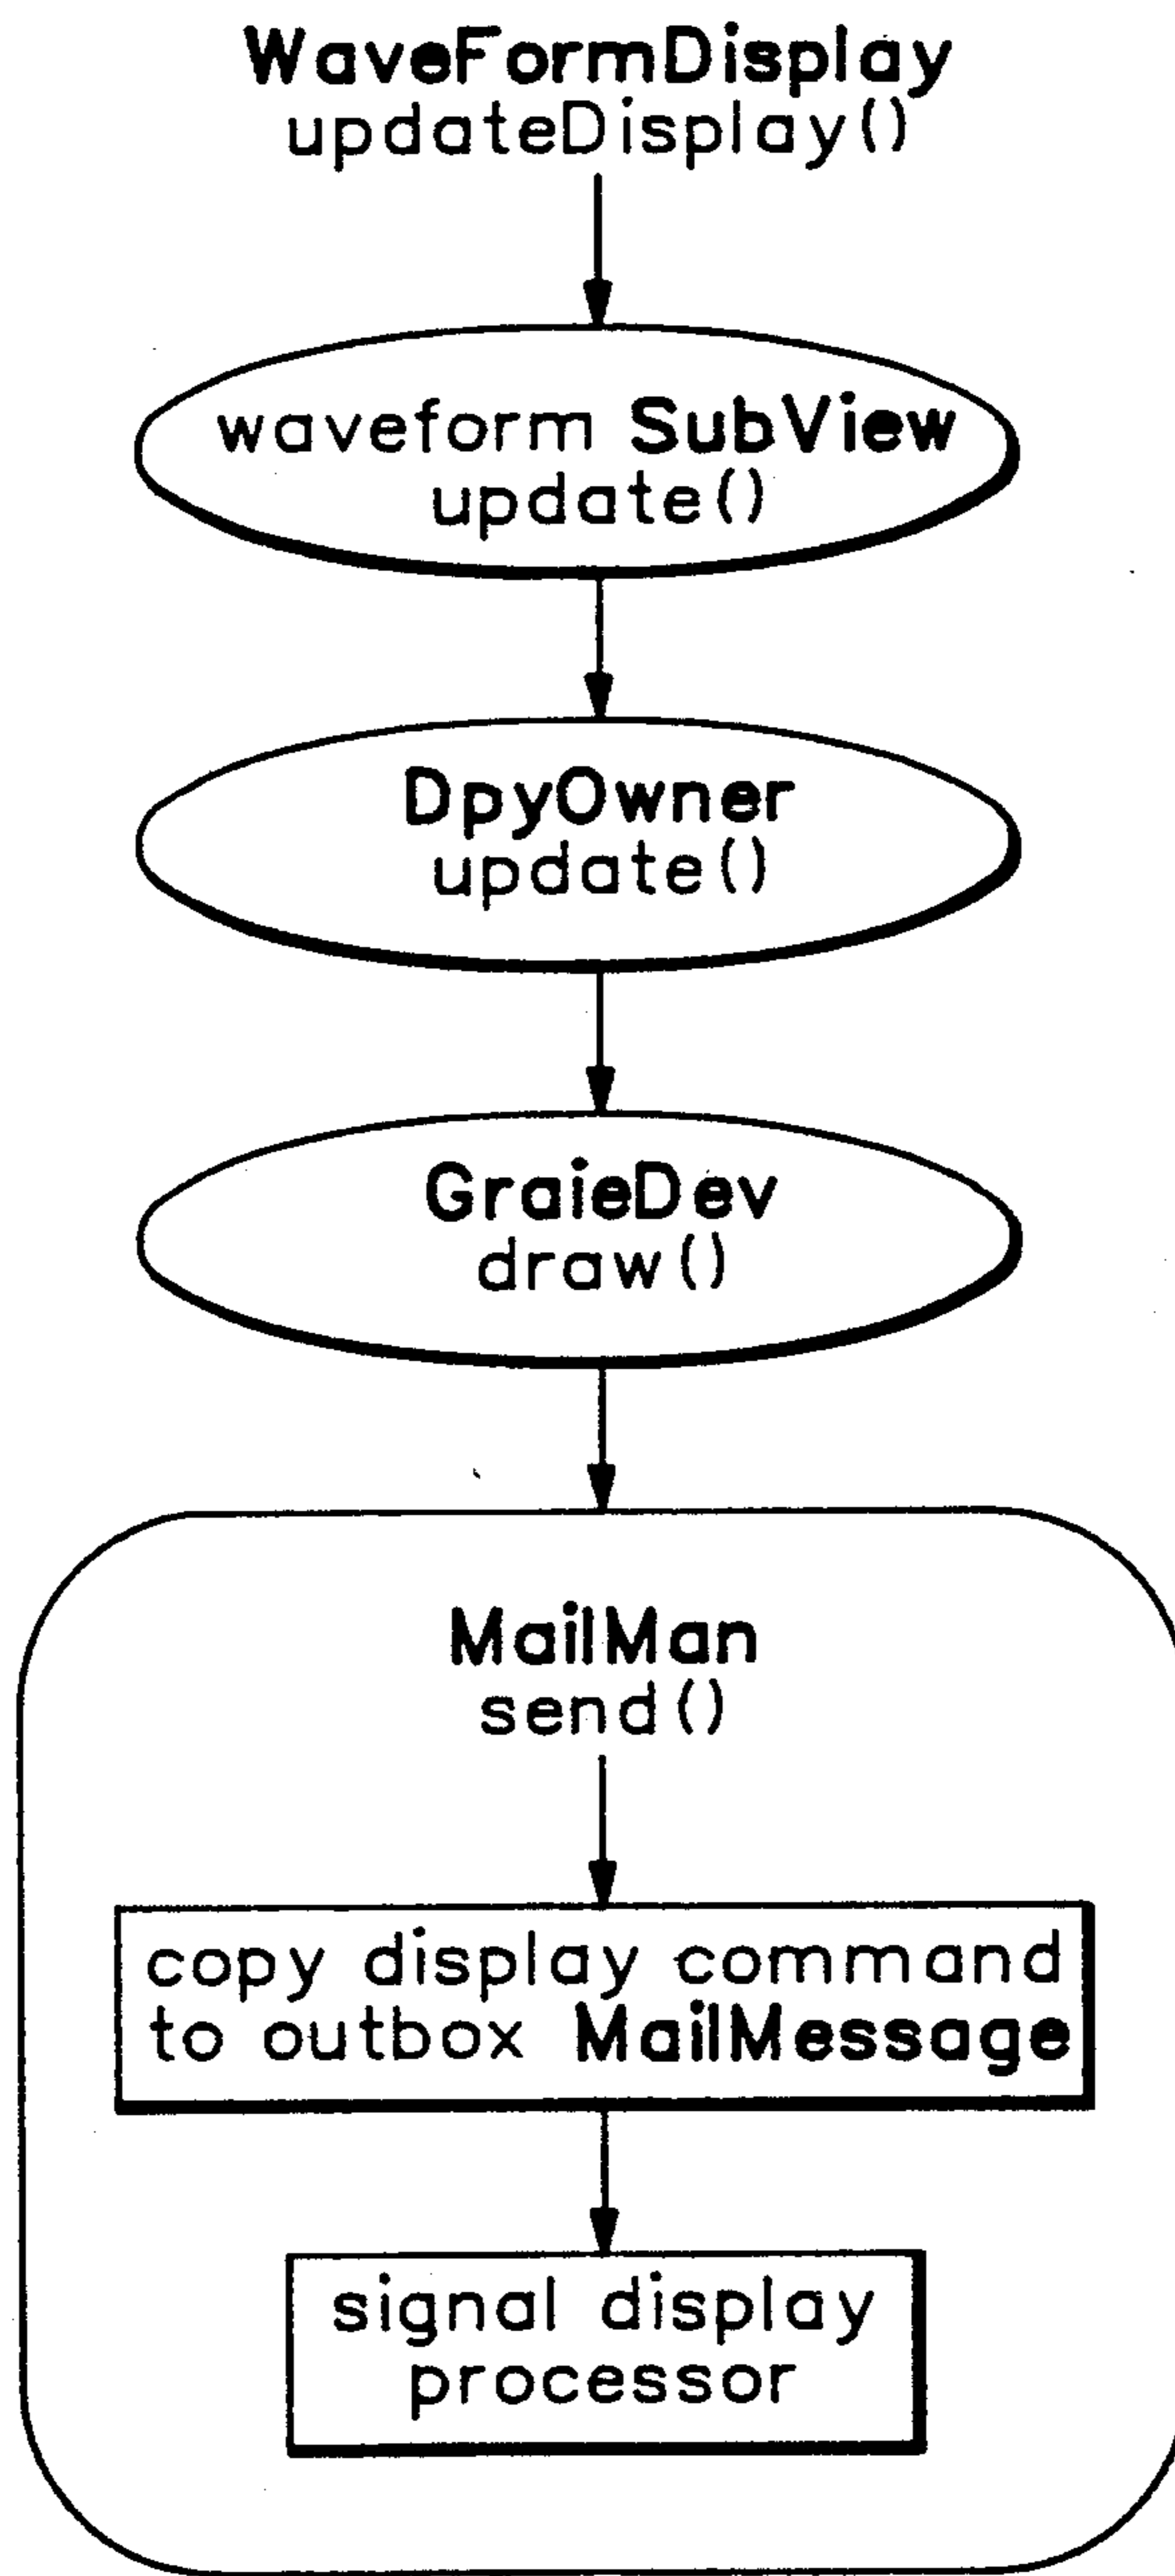 WaveFormDisplay
updateDisplay()
waveform SubView
update()
DpyOwner
update()
GraieDev
draw()
MailMan
send()
copy display command
to outbox MailMessage
signal display
processor